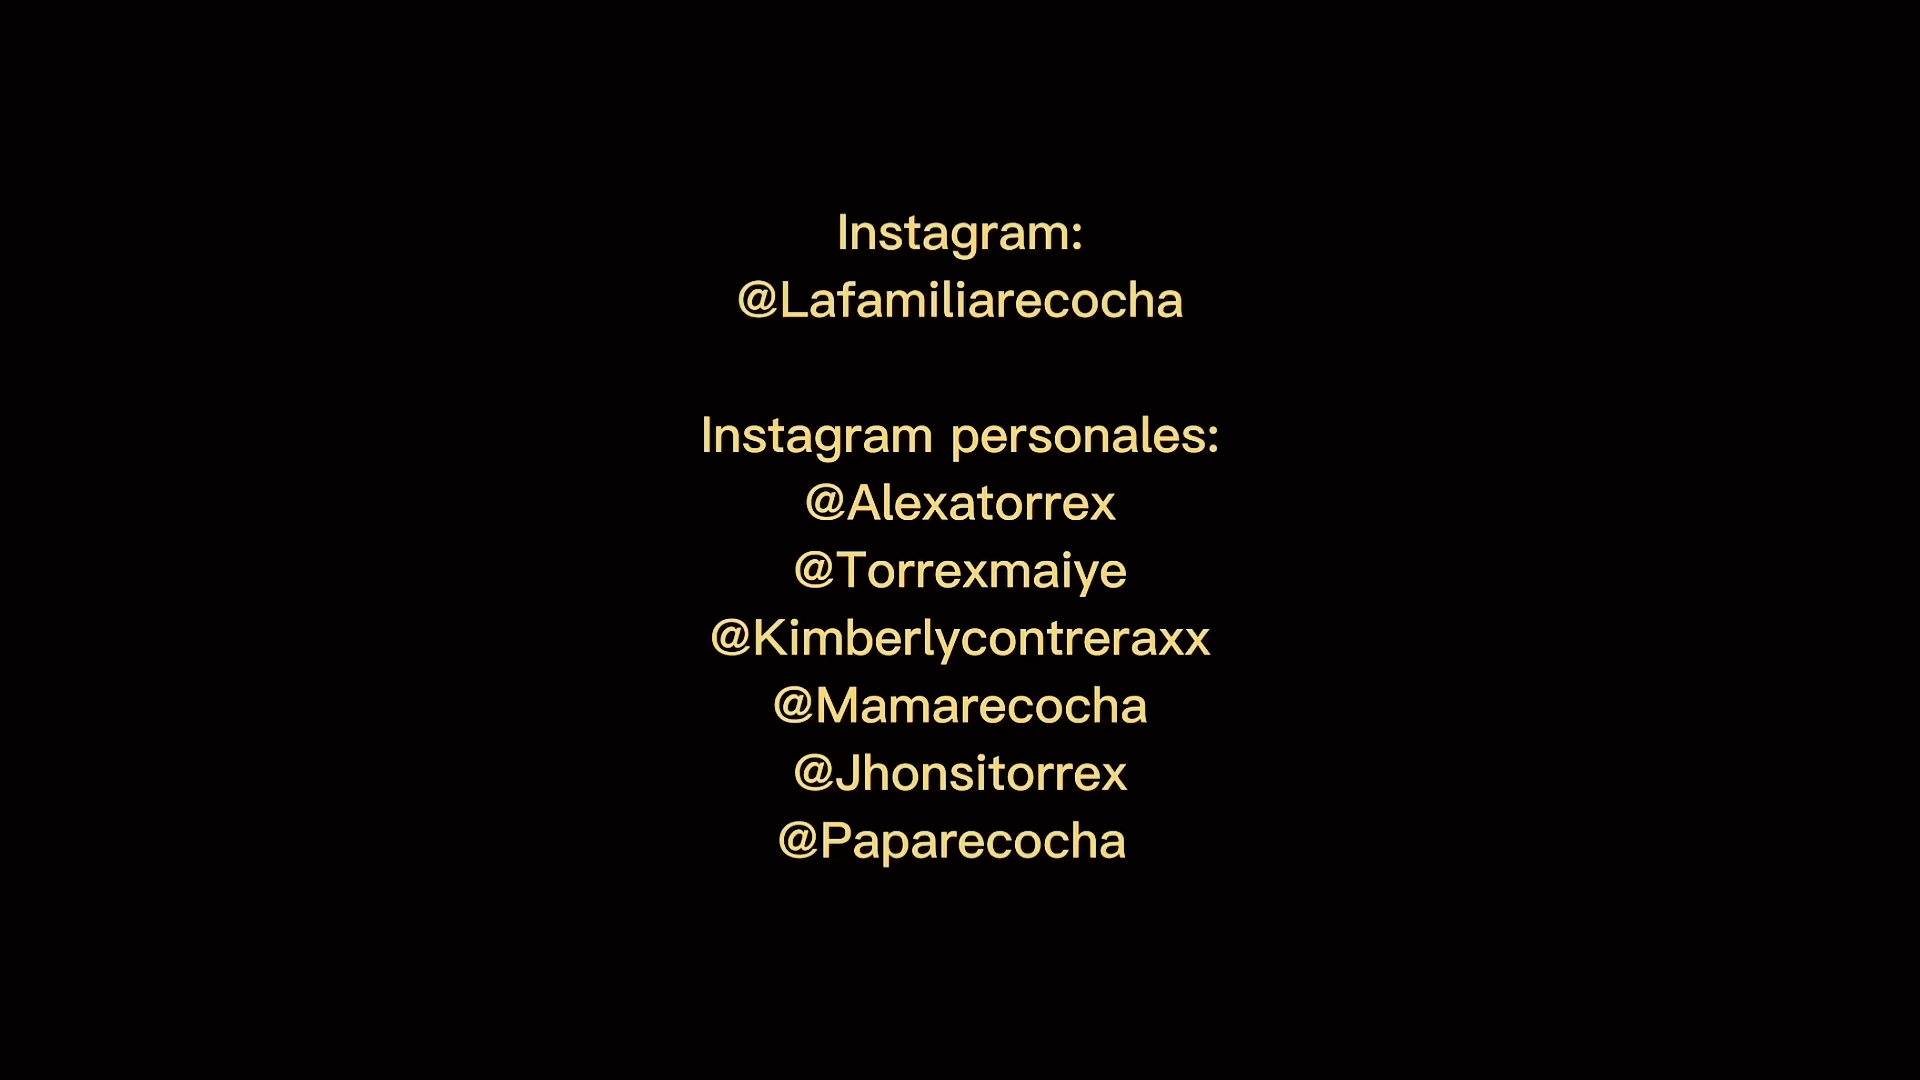 Instagram:
@Lafamiliarecocha
Instagram personales:
@Alexatorrex
@Torrexmaiye
@Kimberlycontreraxx
@Mamarecocha
@Jhonsitorrex
@Paparecocha